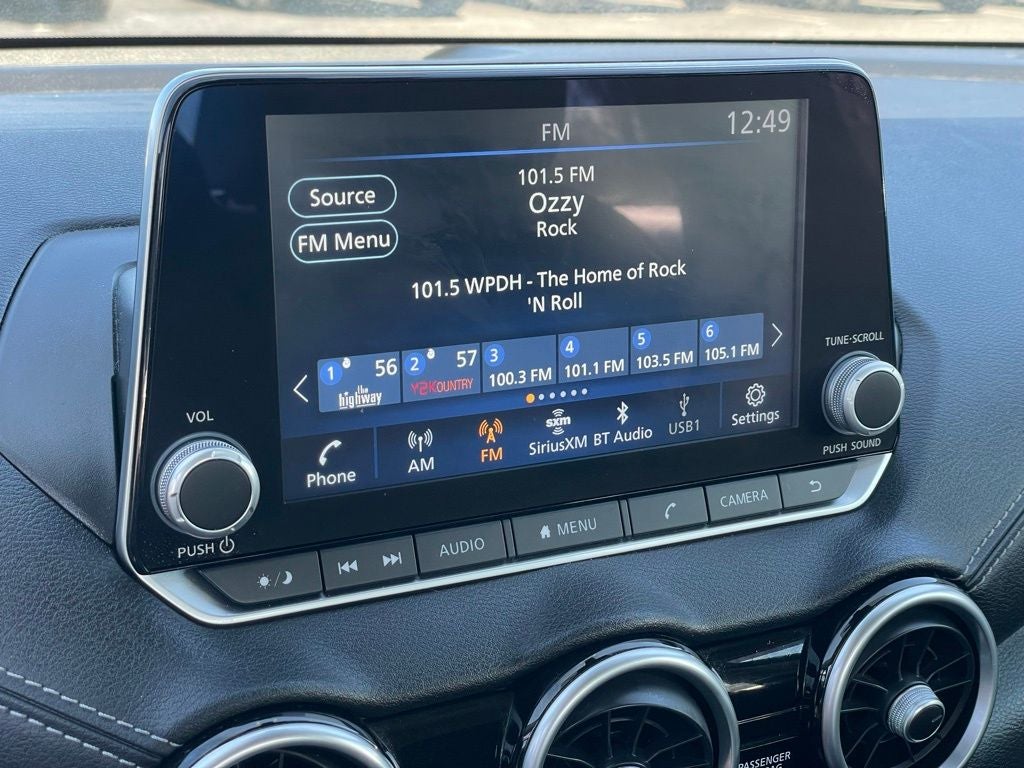 FM
12:49
Source
FM Menu
101.5 FM
Ozzy
Rock
101.5 WPDH - The Home of Rock
'N Roll
1 56
the
highway
2 57
Y2KOUNTRY
3
100.3 FM
4
101.1 FM
5
103.5 FM
6
105.1 FM
Phone
AM
FM
sxm
SiriusXM
BT Audio
USB1
Settings
VOL
PUSH
TUNE·SCROLL
PUSH SOUND
AUDIO
MENU
CAMERA
PASSENGER